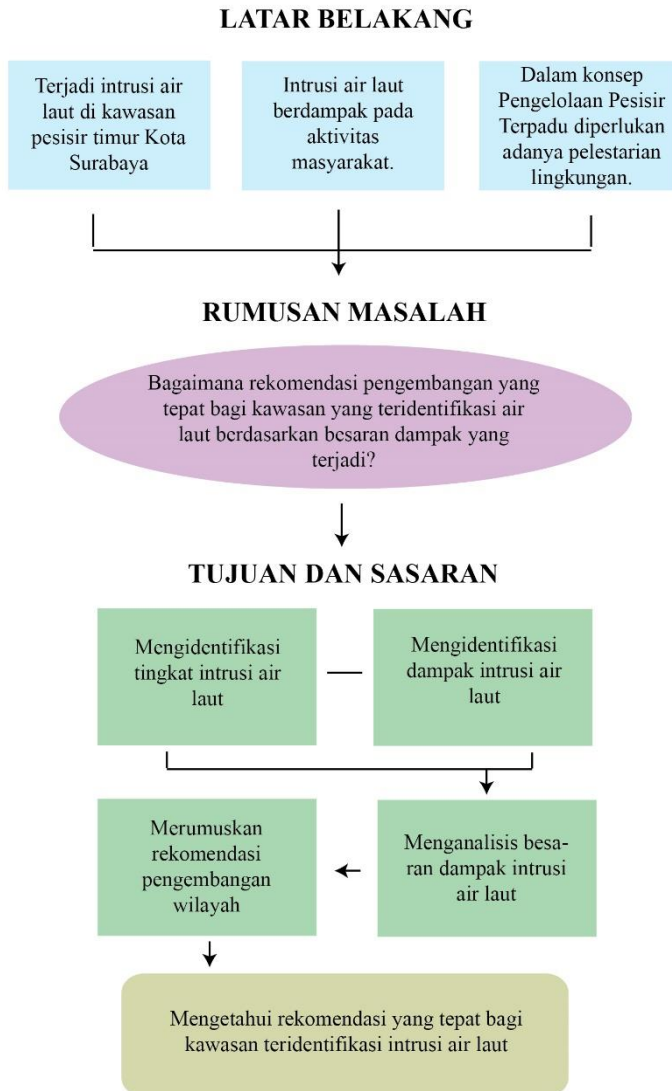 LATAR BELAKANG
Terjadi intrusi air
laut di kawasan
pesisir timur Kota
Surabaya
Intrusi air laut
berdampak pada
aktivitas
masyarakat.
Dalam konsep
Pengelolaan Pesisir
Terpadu diperlukan
adanya pelestarian
lingkungan.
RUMUSAN MASALAH
Bagaimana rekomendasi pengembangan yang
tepat bagi kawasan yang teridentifikasi air
laut berdasarkan besaran dampak yang
terjadi?
TUJUAN DAN SASARAN
Mengidentifikasi
tingkat intrusi air
laut
Mengidentifikasi
dampak intrusi air
laut
Menganalisis besa-
ran dampak intrusi
air laut
Merumuskan
rekomendasi
pengembangan
wilayah
Mengetahui rekomendasi yang tepat bagi
kawasan teridentifikasi intrusi air laut